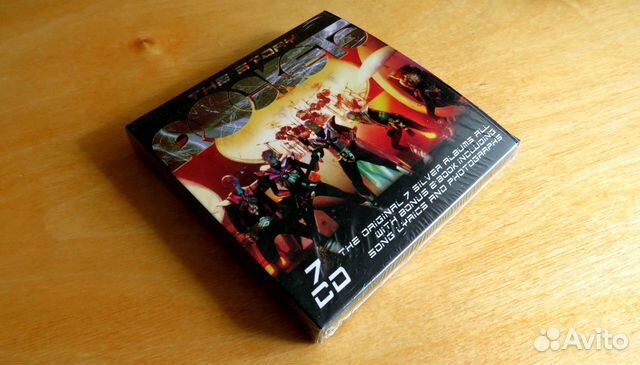 THE STORY
ROCKETS
THE ORIGINAL 7 SILVER ALBUMS ALL
WITH BONUS E-BOOK INCLUDING
SONG LYRICS AND PHOTOGRAPHS
7
CD
Avito